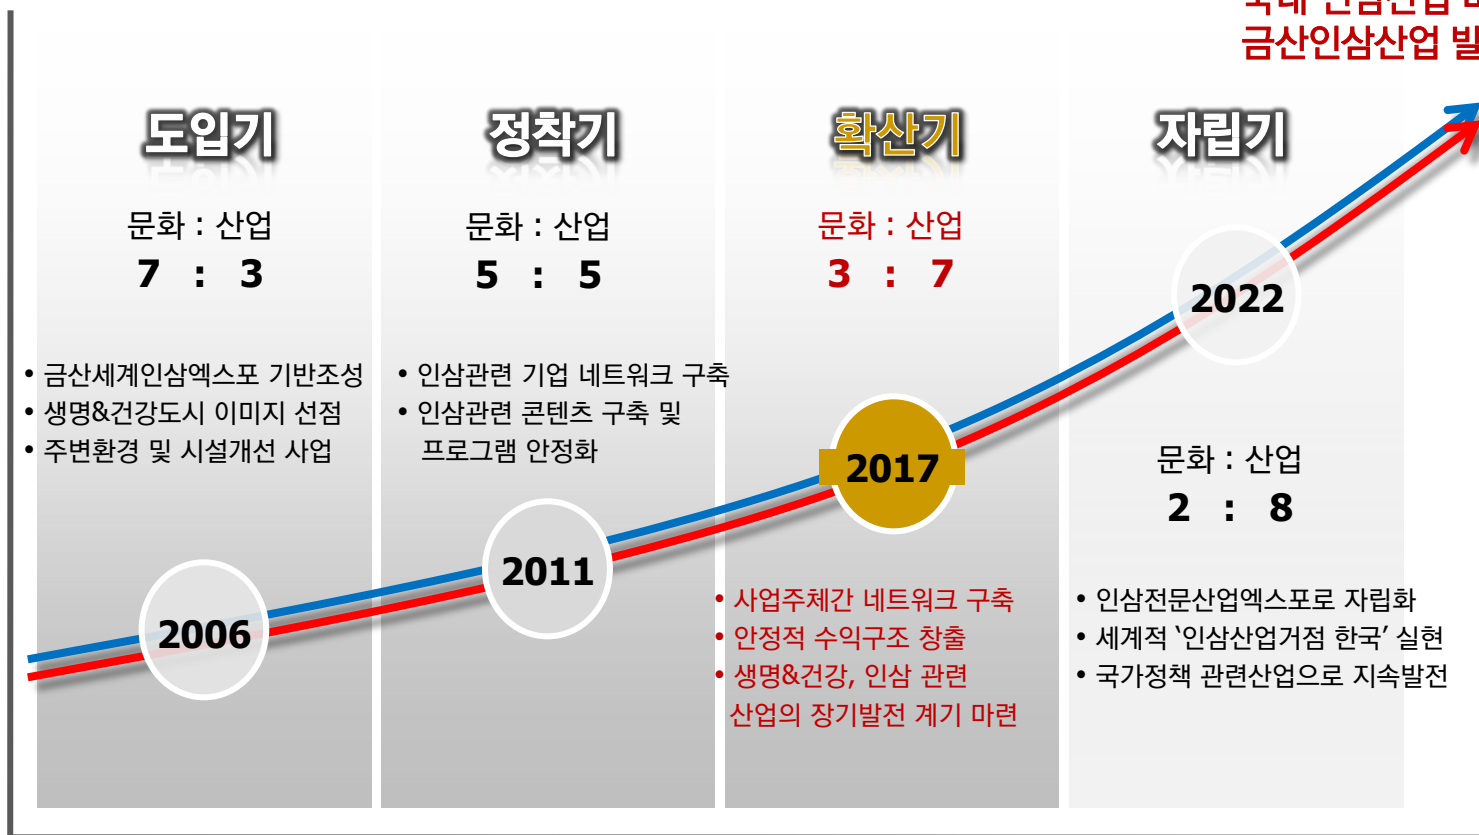 금산인삼산업
도입기
문화 : 산업
7 : 3
• 금산세계인삼엑스포 기반조성
• 생명&건강도시 이미지 선점
• 주변환경 및 시설개선 사업
2006
정착기
문화 : 산업
5 : 5
• 인삼관련 기업 네트워크 구축
• 인삼관련 콘텐츠 구축 및
프로그램 안정화
2011
확산기
문화 : 산업
3 : 7
2017
• 사업주체간 네트워크 구축
• 안정적 수익구조 창출
• 생명&건강, 인삼 관련
산업의 장기발전 계기 마련
자립기
2022
문화 : 산업
2 : 8
• 인삼전문산업엑스포로 자립화
• 세계적 ‘인삼산업거점 한국’ 실현
• 국가정책 관련산업으로 지속발전